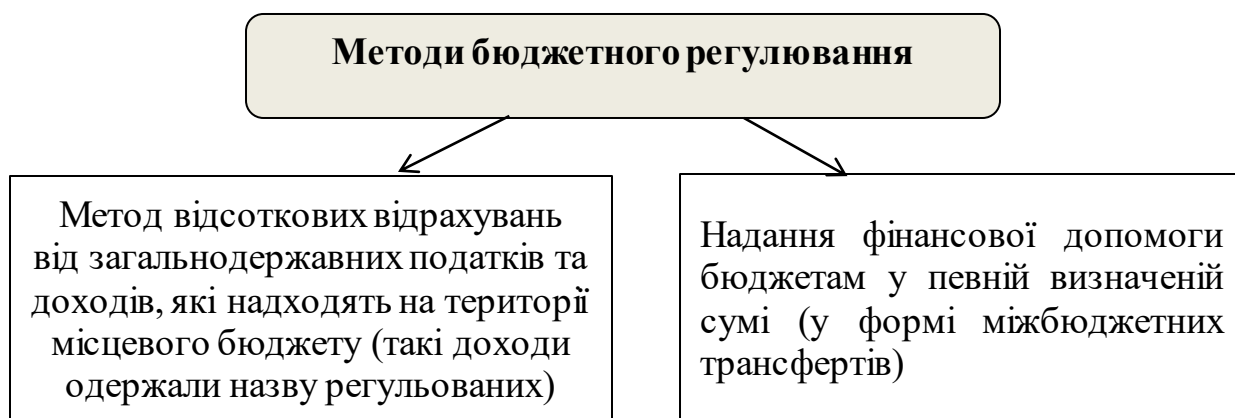 Методи бюджетного регулювання
Метод відсоткових відрахувань
від загальнодержавних податків та
доходів, які надходять на території
місцевого бюджету (такі доходи
одержали назву регульованих)
Надання фінансової допомоги
бюджетам у певній визначеній
сумі (у формі міжбюджетних
трансфертів)